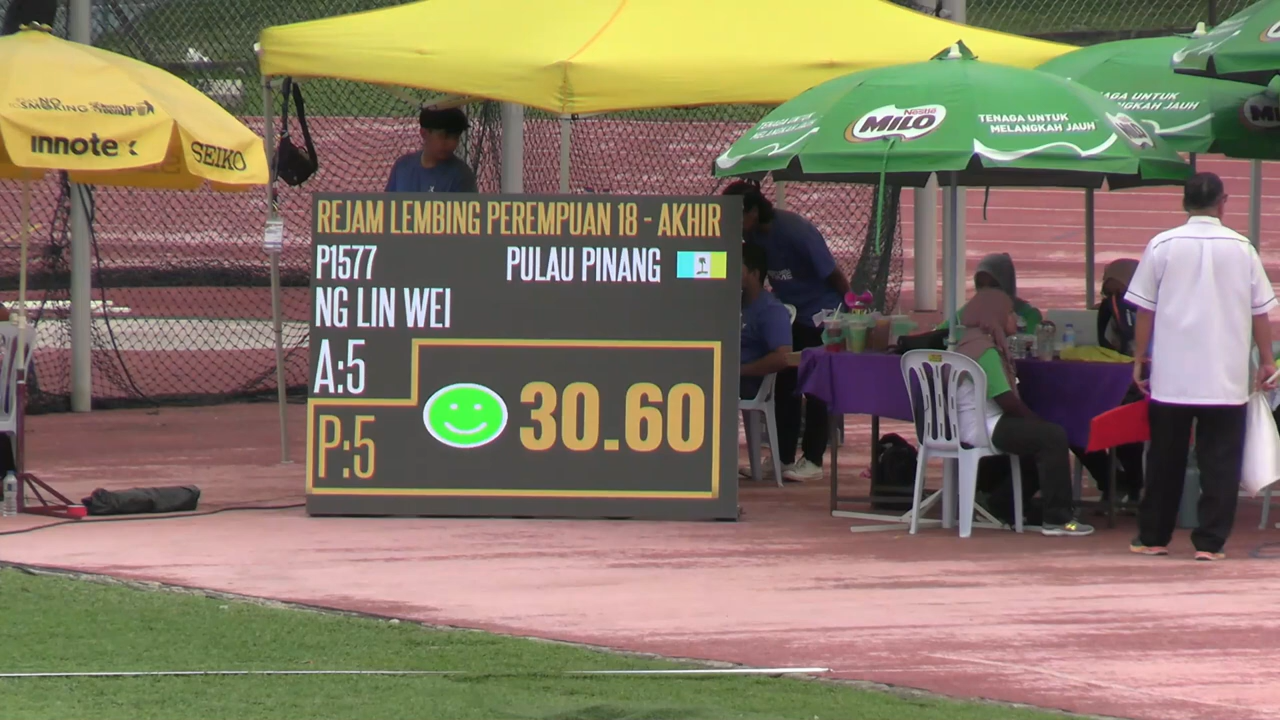 innotex
SEIKO
Nestlé
MILO
TENAGA UNTUK
MELANGKAH JAUH
TENAGA UNTUK
MELANGKAH JAUH
REJAM LEMBING PEREMPUAN 18 - AKHIR
P1577 PULAU PINANG
NG LIN WEI
A:5
P:5 30.60